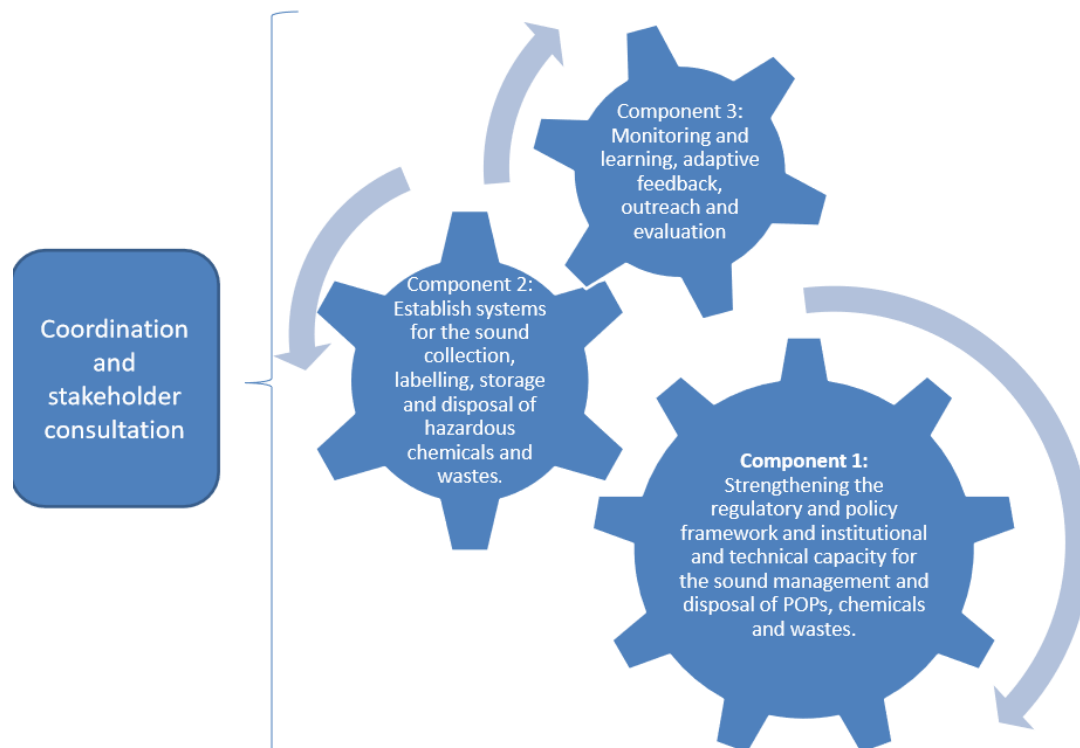 Coordination
and
stakeholder
consultation
Component 3:
Monitoring and
learning, adaptive
feedback,
outreach and
evaluation
Component 2:
Establish systems
for the sound
collection,
labelling, storage
and disposal of
hazardous
chemicals and
wastes.
Component 1:
Strengthening the
regulatory and policy
framework and institutional
and technical capacity for
the sound management and
disposal of POPs, chemicals
and wastes.